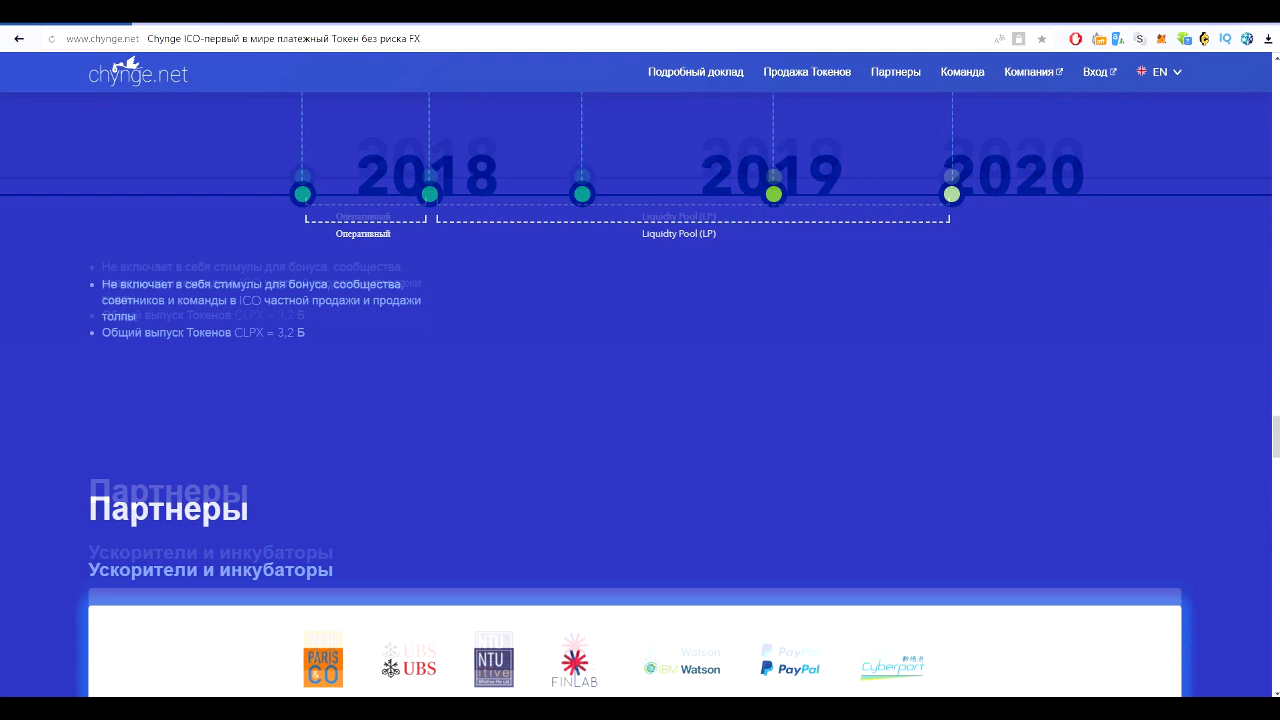 www.chynge.net Chynge ICO-первый в мире платежный Токен без риска FX
chynge.net Подробный доклад Продажа Токенов Партнеры Команда Компания Вход EN
2018 2019 2020
Оперативный Liquidty Pool (LP)
Не включает в себя стимулы для бонуса, сообщества,
советников и команды в ICO частной продажи и продажи
толпы
Общий выпуск Токенов CLPX = 3,2 Б
Партнеры
Ускорители и инкубаторы
PARIS &CO UBS NTU itive FINLAB IBM Watson PayPal Cyberport